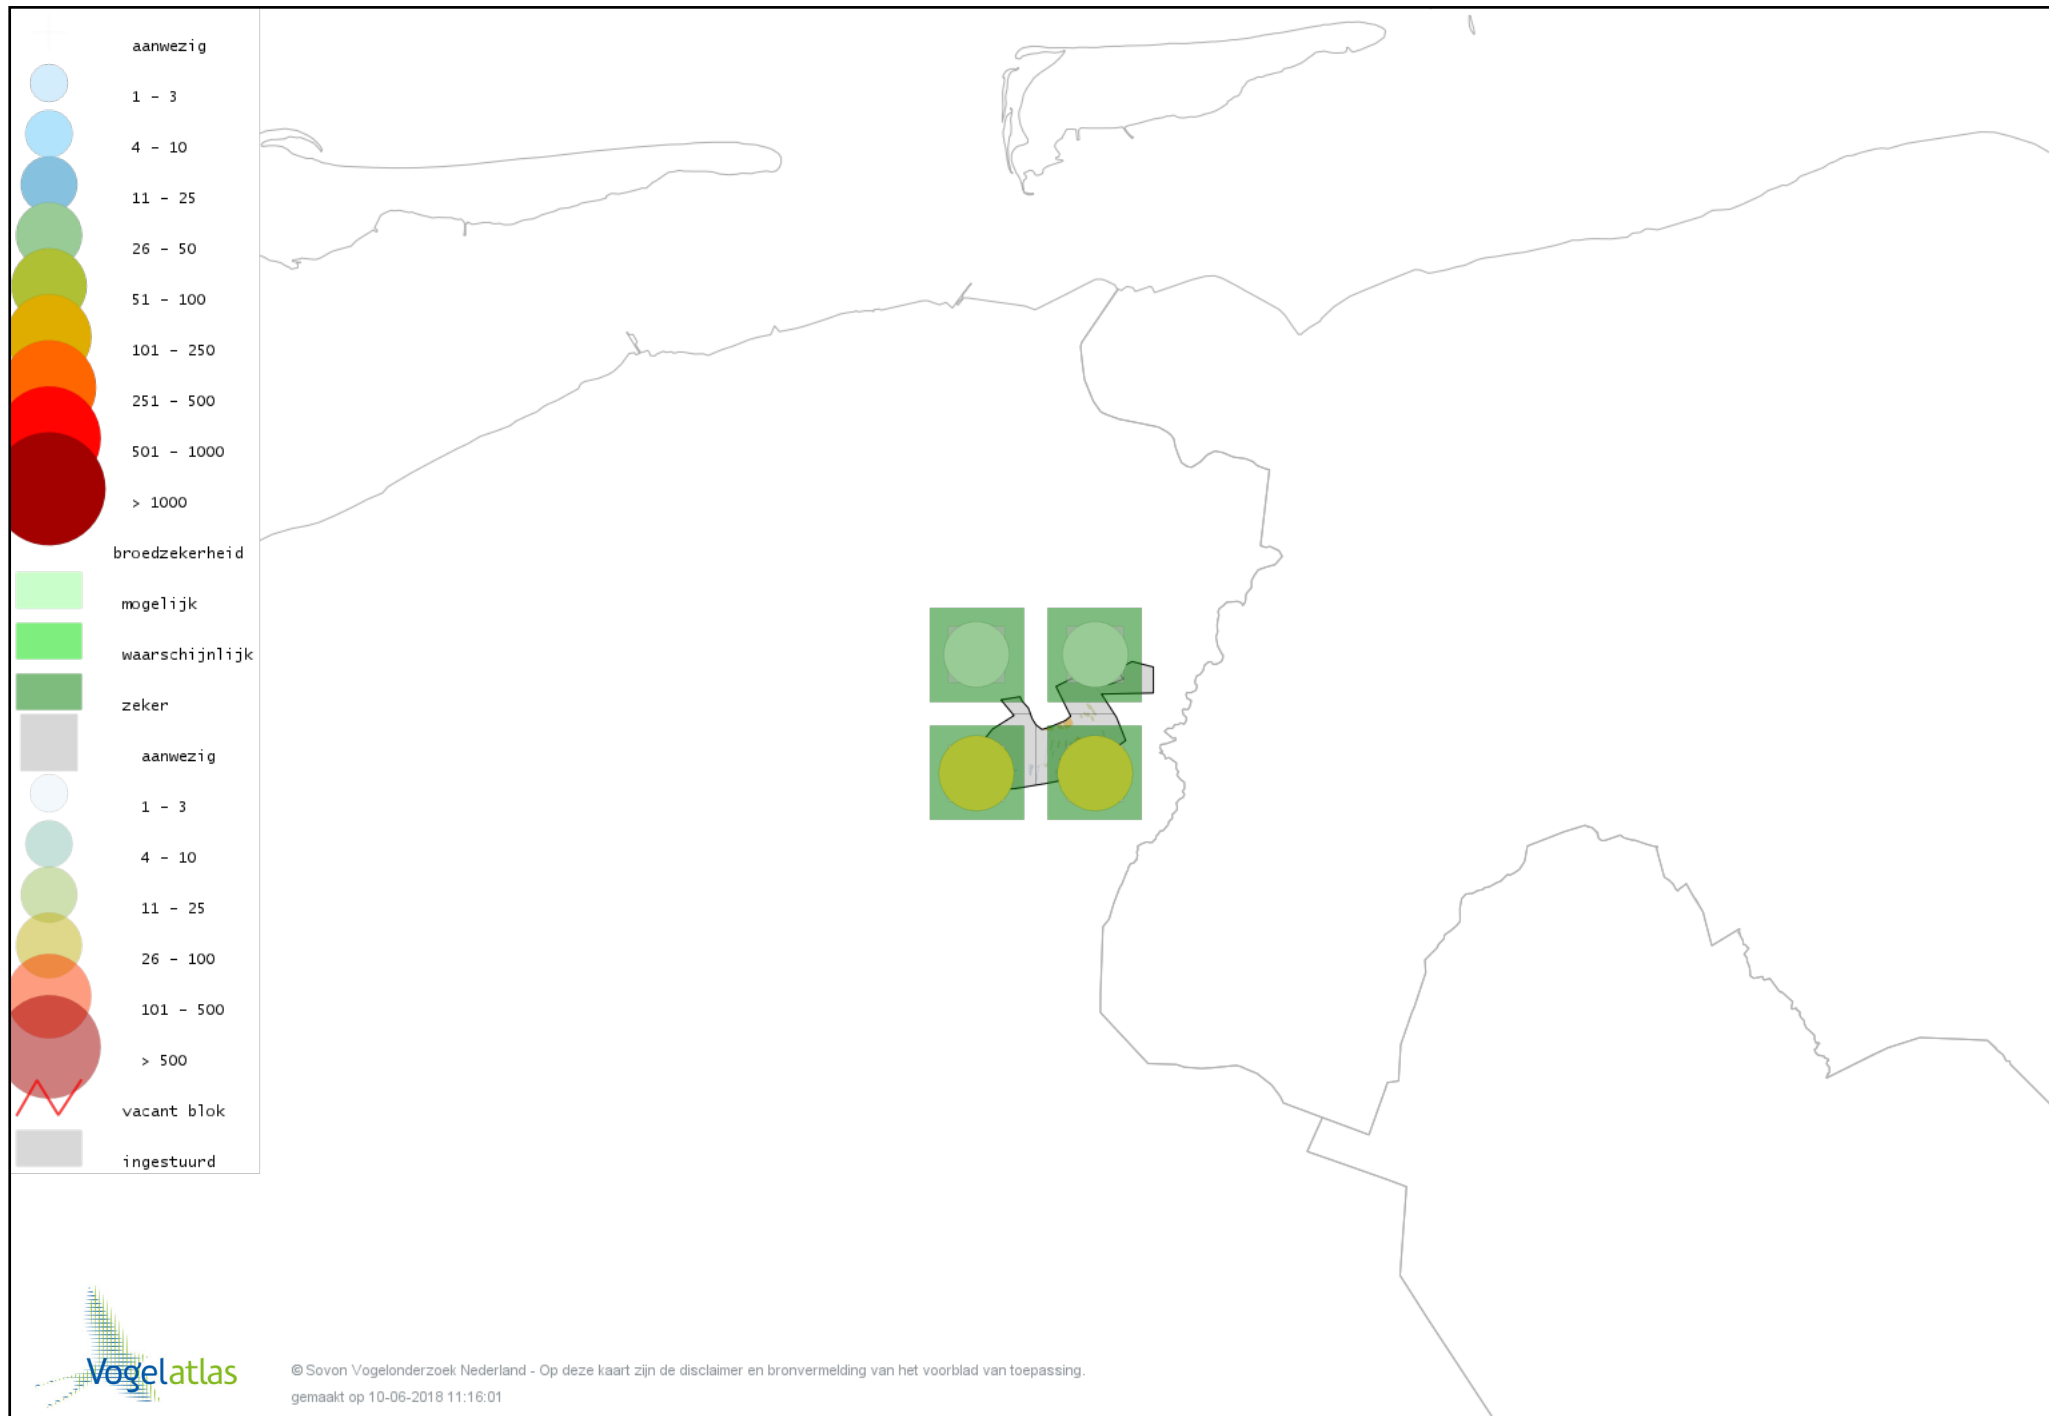 aanwezig
1 - 3
4 - 10
11 - 25
26 - 50
51 - 100
101 - 250
251 - 500
501 - 1000
> 1000
broedzekerheid
mogelijk
waarschijnlijk
zeker
aanwezig
1 - 3
4 - 10
11 - 25
26 - 100
101 - 500
> 500
vacant blok
ingestuurd
Vogelatlas
© Sovon Vogelonderzoek Nederland - Op deze kaart zijn de disclaimer en bronvermelding van het voorblad van toepassing.
gemaakt op 10-06-2018 11:16:01